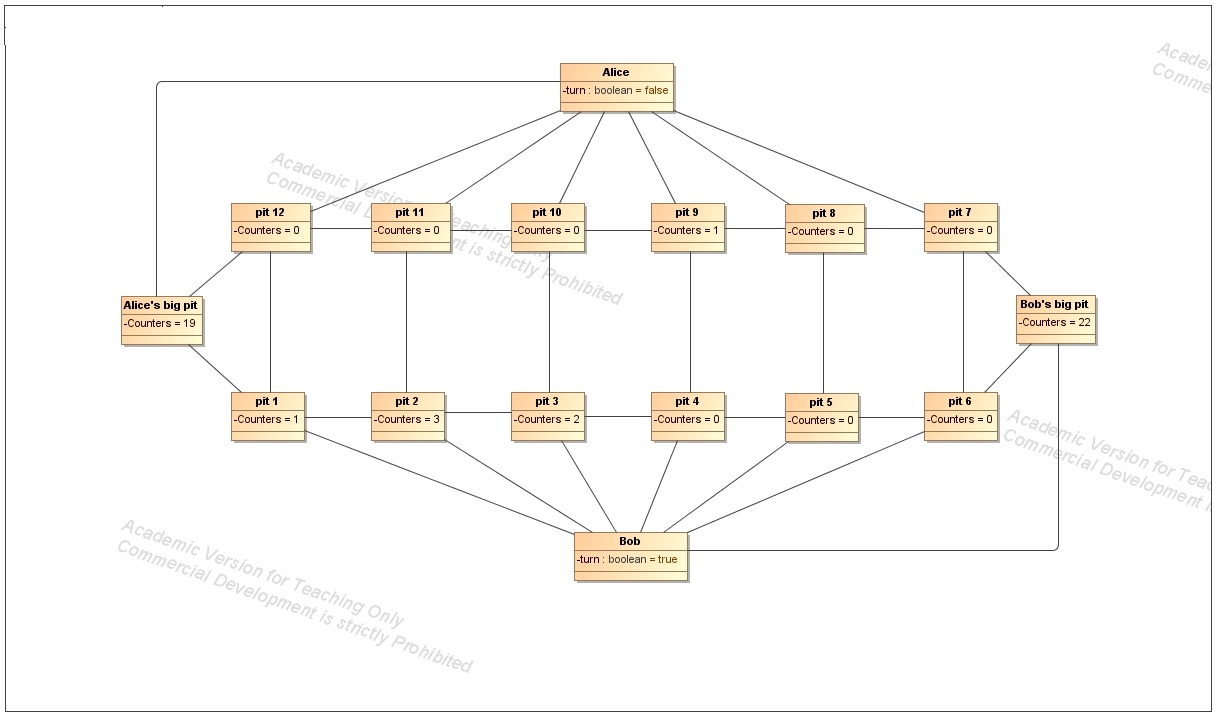 Alice
-turn : boolean = false
Academic Version for Teaching Only
Commercial Development is strictly Prohibited
pit 12
-Counters = 0
pit 11
-Counters = 0
pit 10
-Counters = 0
pit 9
-Counters = 1
pit 8
-Counters = 0
pit 7
-Counters = 0
Alice's big pit
-Counters = 19
Bob's big pit
-Counters = 22
pit 1
-Counters = 1
pit 2
-Counters = 3
pit 3
-Counters = 2
pit 4
-Counters = 0
pit 5
-Counters = 0
pit 6
-Counters = 0
Academic Version for
Commercial Development
Bob
-turn : boolean = true
Academic Version for Teaching Only
Commercial Development is strictly Prohibited